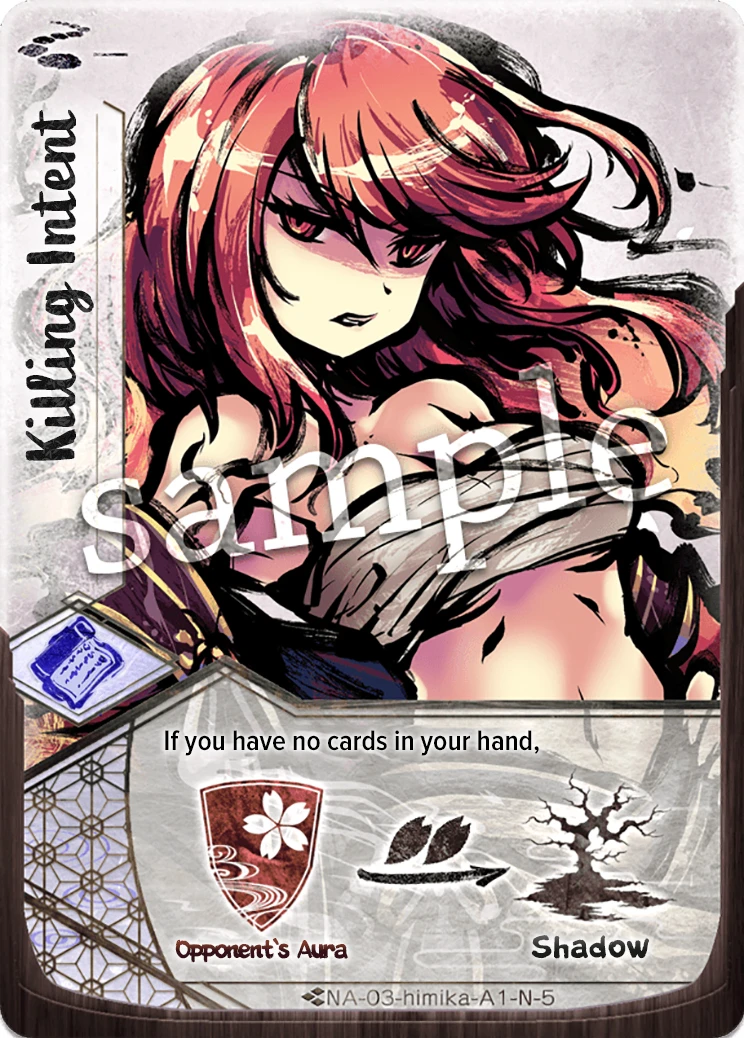 Killing Intent
sample
If you have no cards in your hand,
Opponent's Aura
Shadow
NA-03-himika-A1-N-5